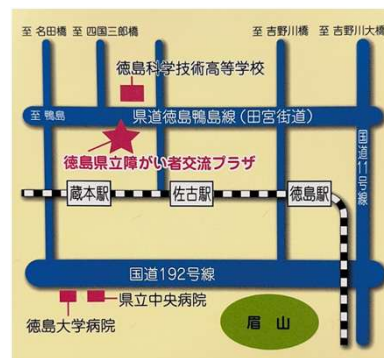 至 名田橋
至 四国三郎橋
至 吉野川橋
至 吉野川大橋
徳島科学技術高等学校
至 鴨島
県道徳島鴨島線(田宮街道)
徳島県立障がい者交流プラザ
国道11号線
蔵本駅
佐古駅
徳島駅
国道192号線
県立中央病院
徳島大学病院
眉山